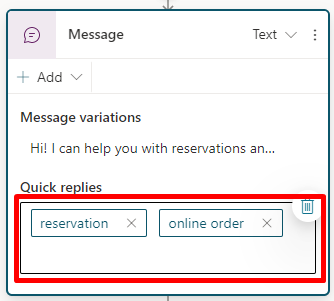 Message
Text
Add
Message variations
Hi! I can help you with reservations an...
Quick replies
reservation online order